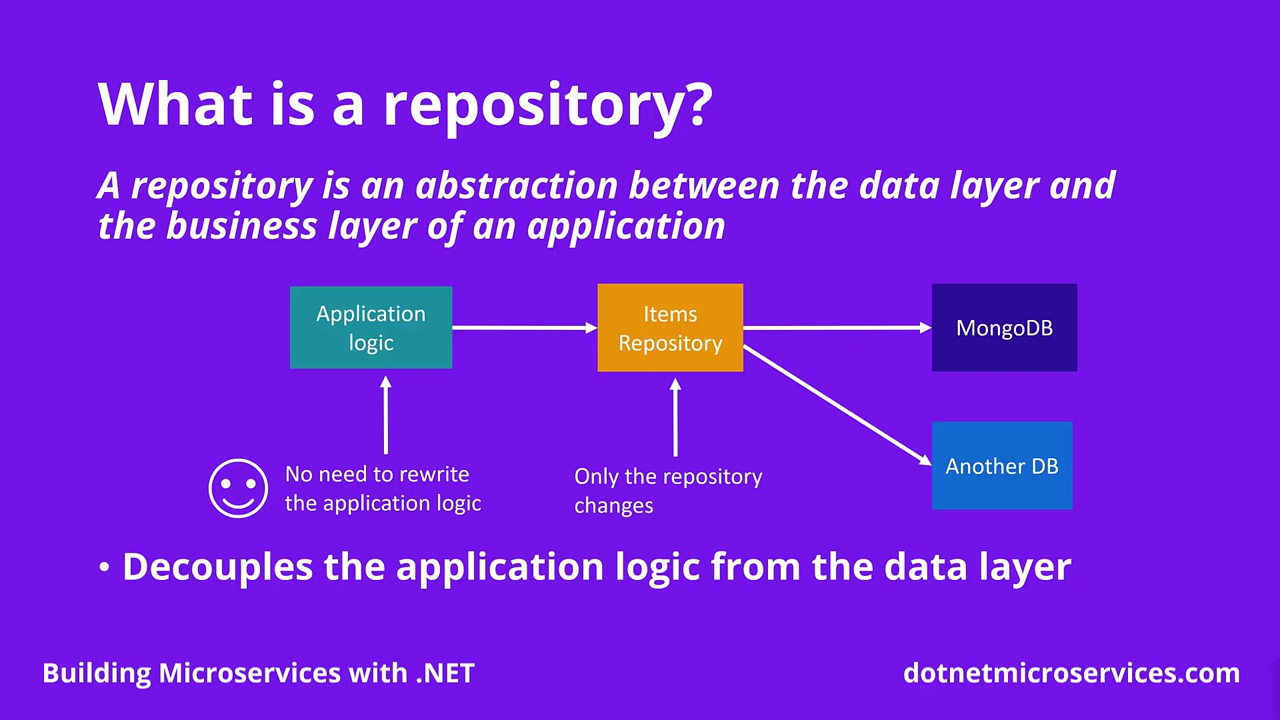 What is a repository?
A repository is an abstraction between the data layer and
the business layer of an application
Application
logic
Items
Repository
MongoDB
Another DB
No need to rewrite
the application logic
Only the repository
changes
• Decouples the application logic from the data layer
Building Microservices with .NET
dotnetmicroservices.com